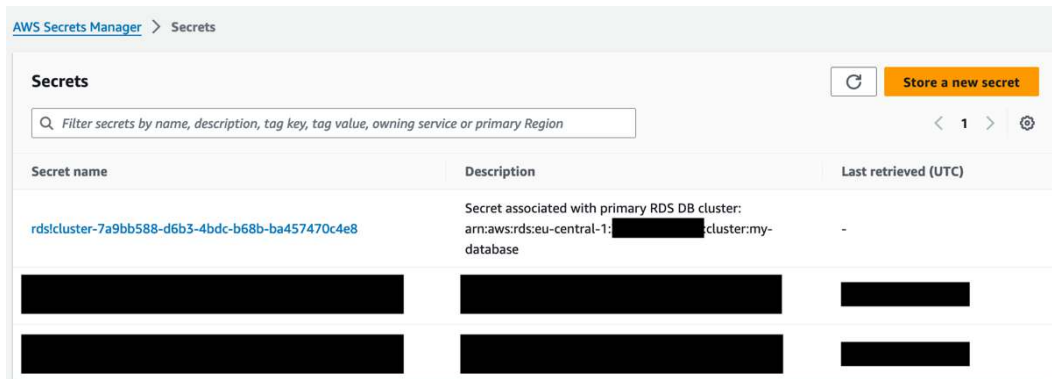 AWS Secrets Manager > Secrets
Secrets
Store a new secret
Filter secrets by name, description, tag key, tag value, owning service or primary Region
< 1 >
Secret name Description Last retrieved (UTC)
rds!cluster-7a9bb588-d6b3-4bdc-b68b-ba457470c4e8
Secret associated with primary RDS DB cluster:
arn:aws:rds:eu-central-1: :cluster:my-
database
-